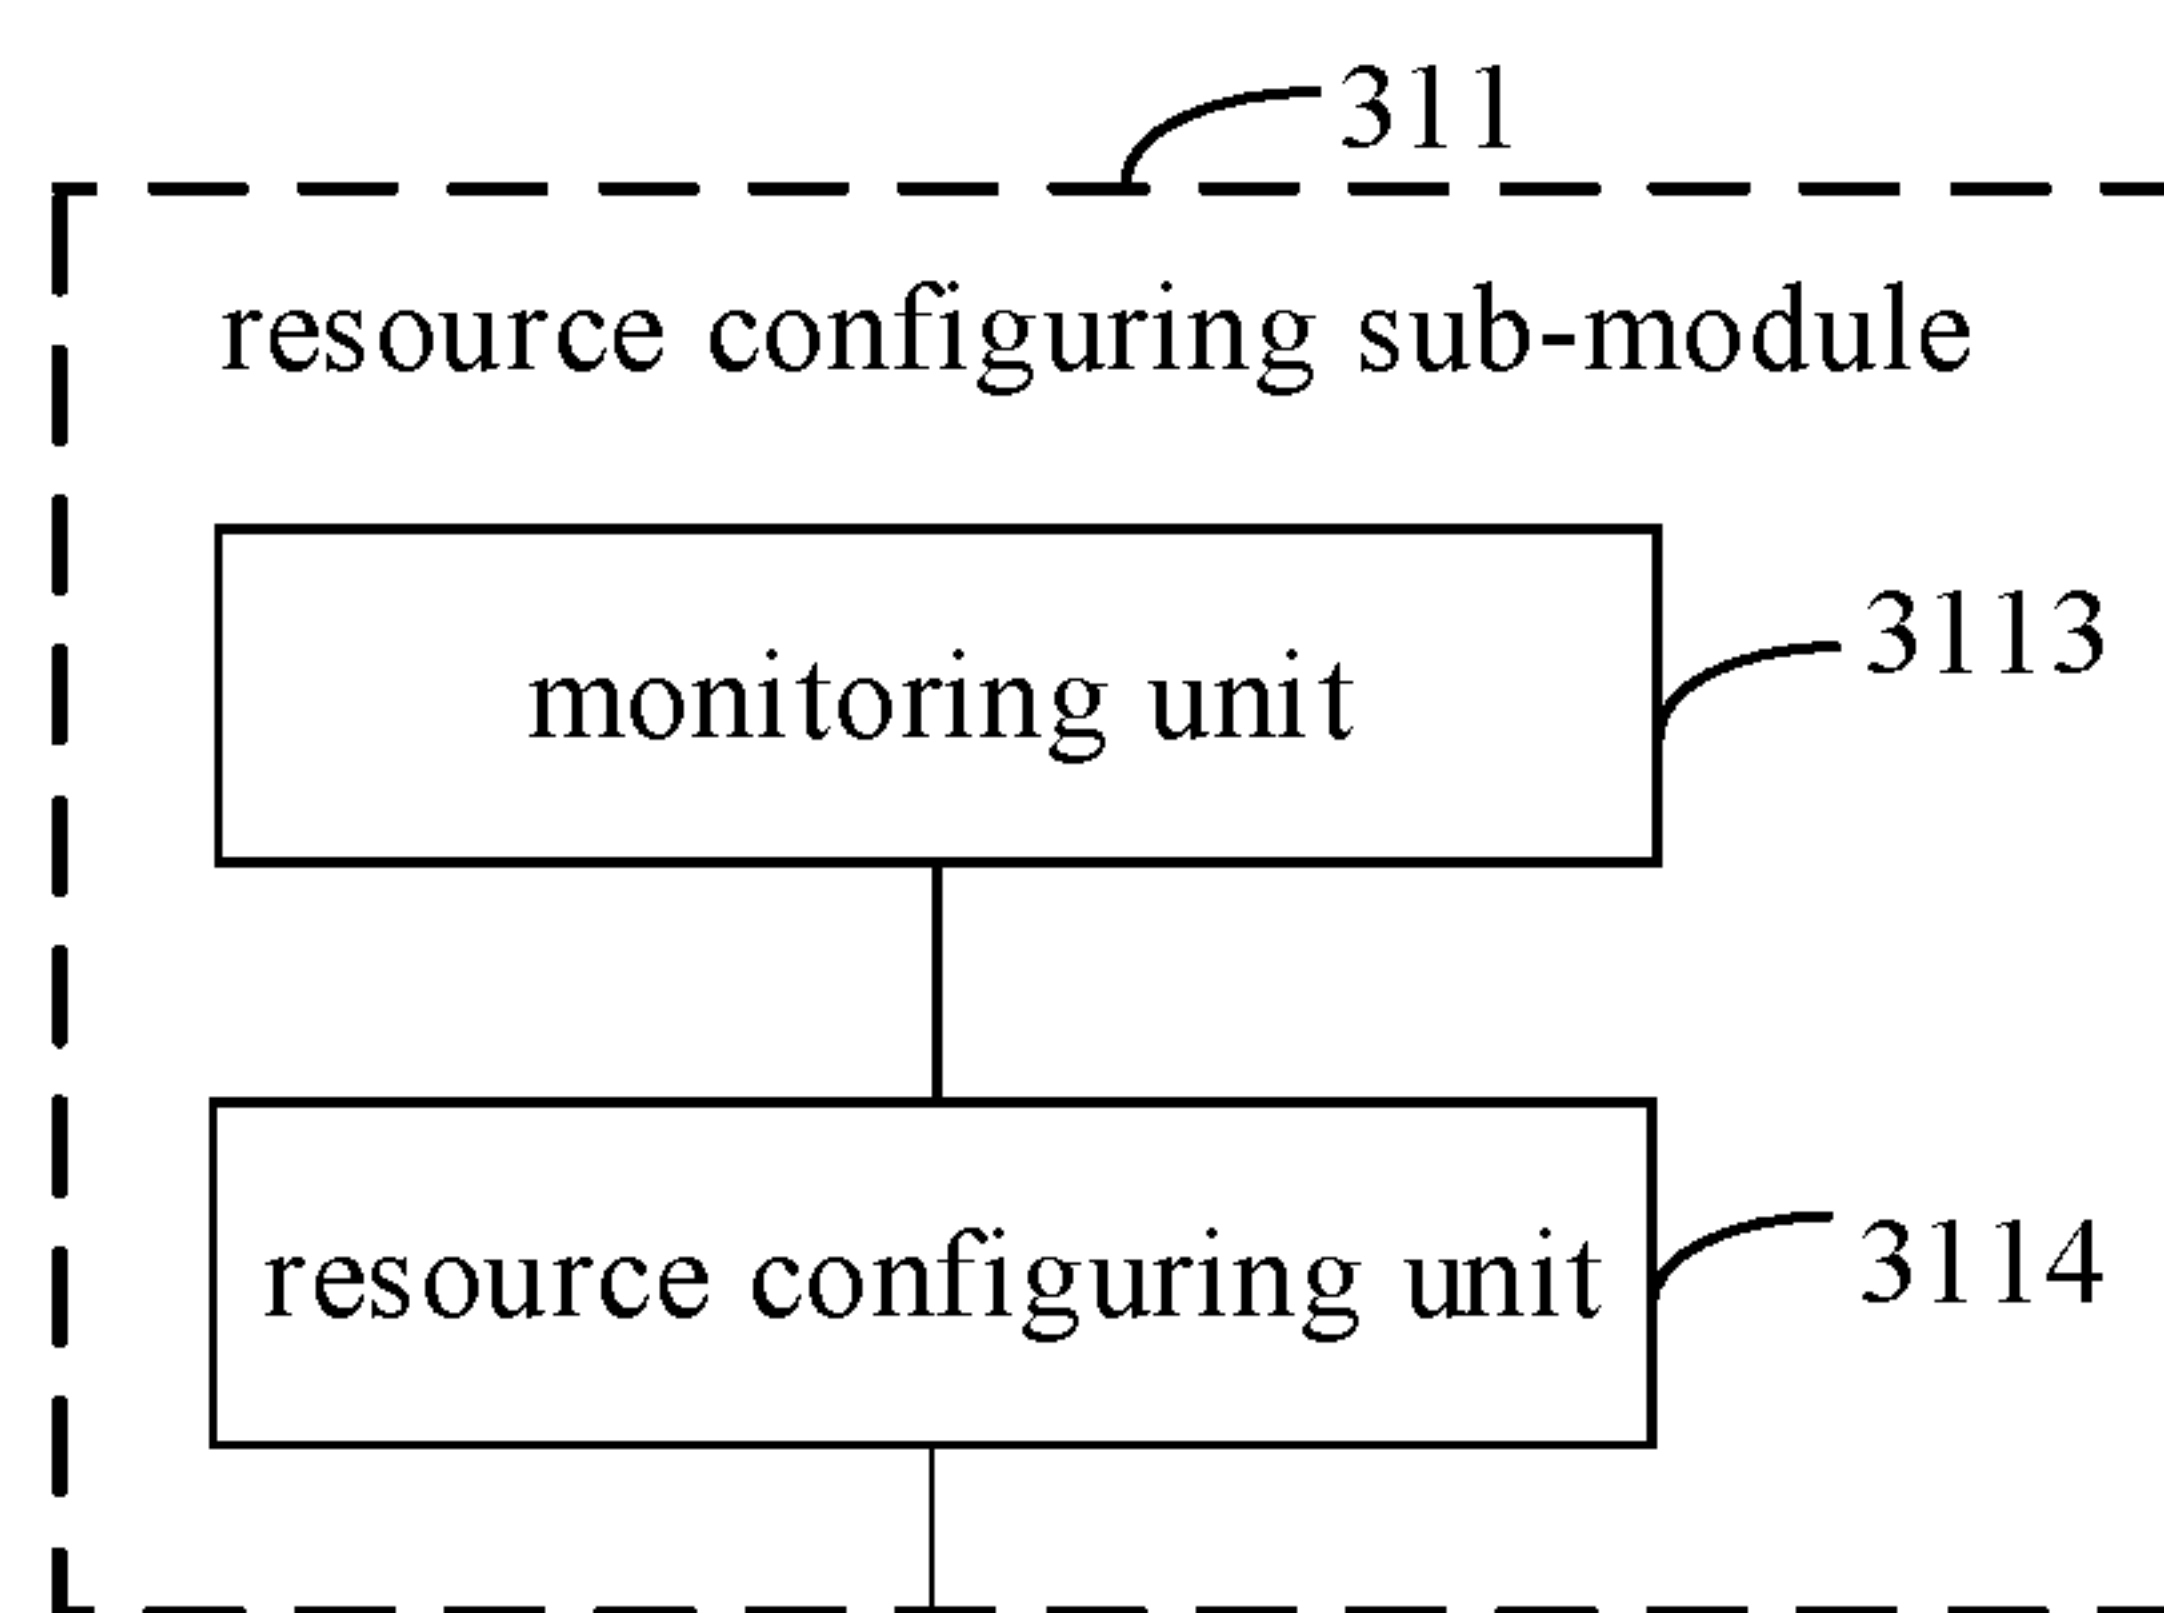 311
resource configuring sub-module
monitoring unit
3113
resource configuring unit
3114